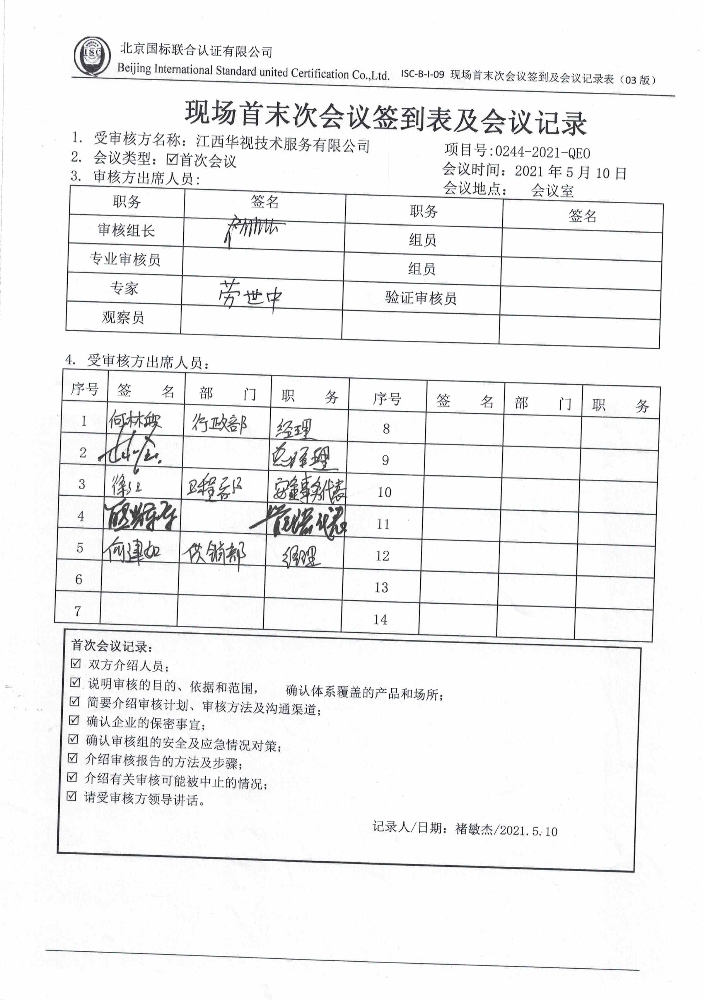 ISC
北京国标联合认证有限公司
Beijing International Standard united Certification Co.,Ltd. ISC-B-I-09 现场首末次会议签到及会议记录表（03 版）
现场首末次会议签到表及会议记录
1. 受审核方名称：江西华视技术服务有限公司 项目号:0244-2021-QEO
2. 会议类型：☑首次会议 会议时间：2021 年 5 月 10 日
3. 审核方出席人员： 会议地点： 会议室
职务 签名 职务 签名
审核组长 组员
专业审核员 组员
专家 劳世中 验证审核员
观察员
4. 受审核方出席人员：
序号 签 名 部 门 职 务 序号 签 名 部 门 职 务
1 何林 行政部 经理 8
2 总经理 9
3 徐 工程部 安全事务代表 10
4 管理者代表 11
5 何建如 供销部 经理 12
6 13
7 14
首次会议记录：
☑ 双方介绍人员；
☑ 说明审核的目的、依据和范围， 确认体系覆盖的产品和场所；
☑ 简要介绍审核计划、审核方法及沟通渠道；
☑ 确认企业的保密事宜；
☑ 确认审核组的安全及应急情况对策；
☑ 介绍审核报告的方法及步骤；
☑ 介绍有关审核可能被中止的情况；
☑ 请受审核方领导讲话。
记录人/日期：褚敏杰/2021.5.10